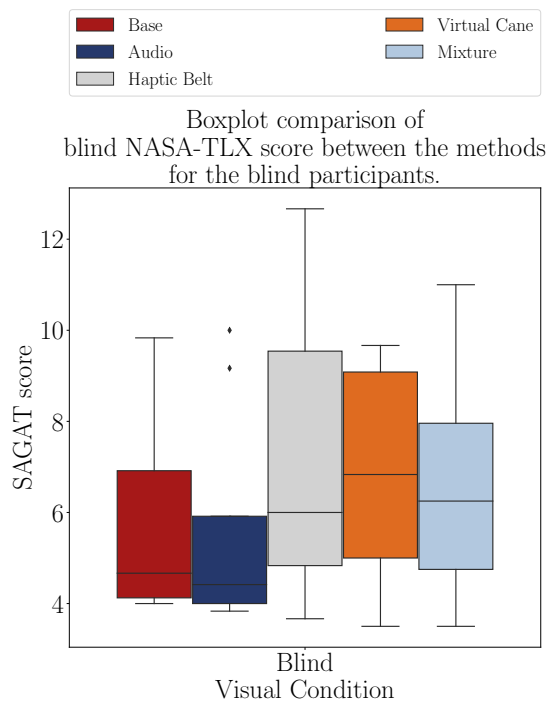 Base
Audio
Haptic Belt
Virtual Cane
Mixture
Boxplot comparison of
blind NASA-TLX score between the methods
for the blind participants.
12
10
8
6
4
SAGAT score
Blind
Visual Condition